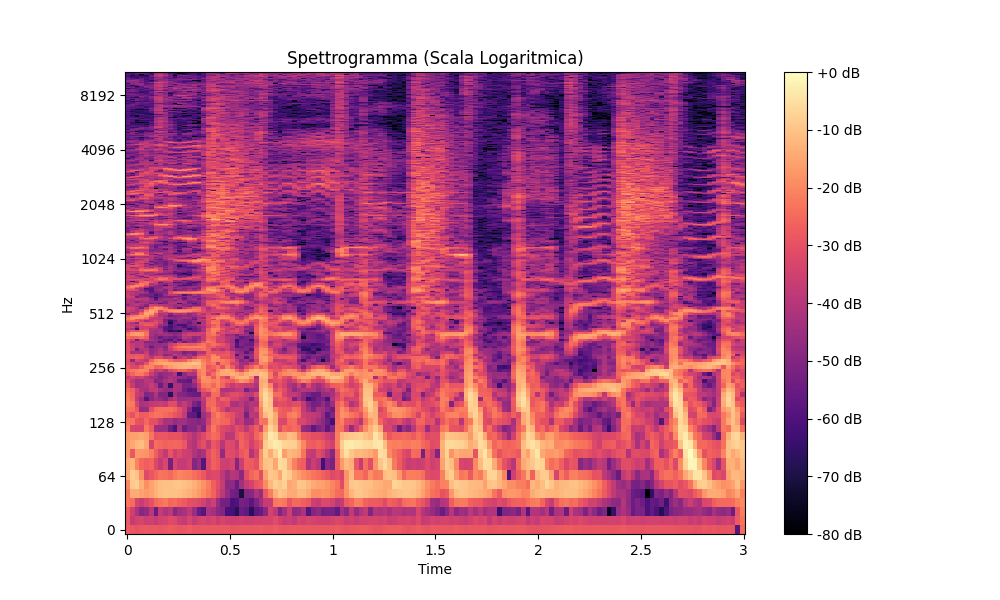 Spettrogramma (Scala Logaritmica)
Hz
8192
4096
2048
1024
512
256
128
64
0
0
0.5
1
1.5
2
2.5
3
Time
+0 dB
-10 dB
-20 dB
-30 dB
-40 dB
-50 dB
-60 dB
-70 dB
-80 dB